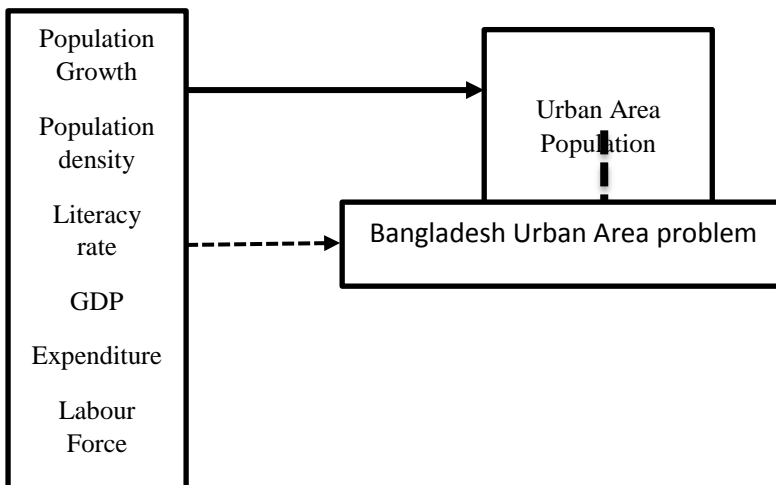 Population
Growth
Population
density
Literacy
rate
GDP
Expenditure
Labour
Force
Urban Area
Population
Bangladesh Urban Area problem